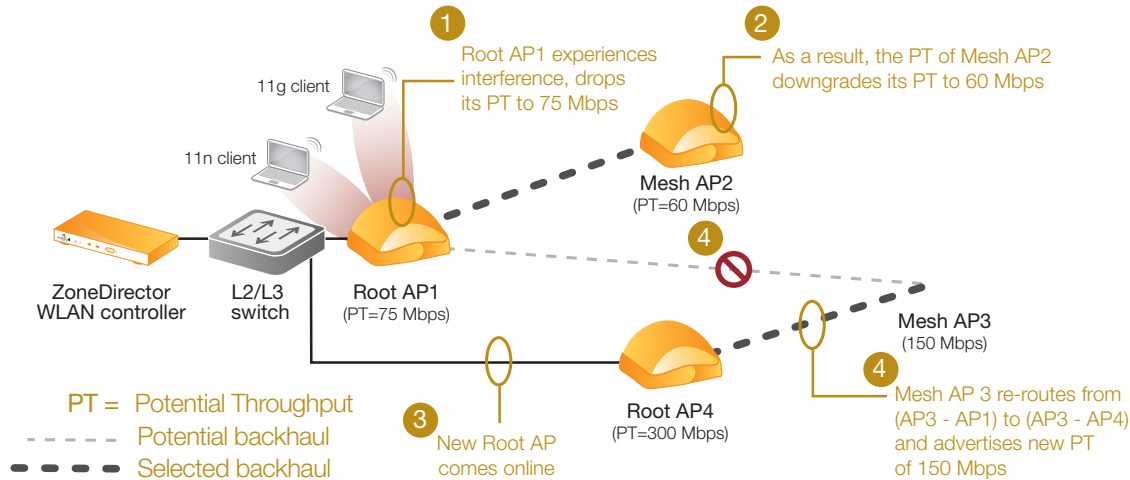 1
Root AP1 experiences
interference, drops
its PT to 75 Mbps
2
As a result, the PT of Mesh AP2
downgrades its PT to 60 Mbps
11g client
11n client
Mesh AP2
(PT=60 Mbps)
4
ZoneDirector
WLAN controller
L2/L3
switch
Root AP1
(PT=75 Mbps)
Mesh AP3
(150 Mbps)
Root AP4
(PT=300 Mbps)
4
Mesh AP 3 re-routes from
(AP3 - AP1) to (AP3 - AP4)
and advertises new PT
of 150 Mbps
3
New Root AP
comes online
PT = Potential Throughput
Potential backhaul
Selected backhaul